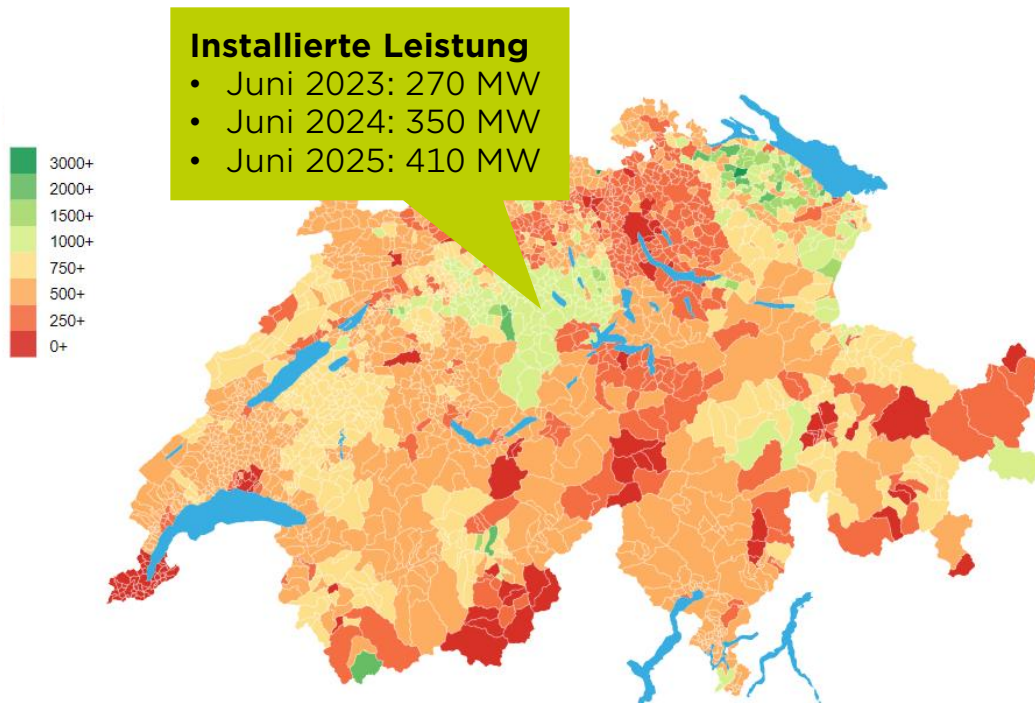 Installierte Leistung
• Juni 2023: 270 MW
• Juni 2024: 350 MW
• Juni 2025: 410 MW
3000+
2000+
1500+
1000+
750+
500+
250+
0+